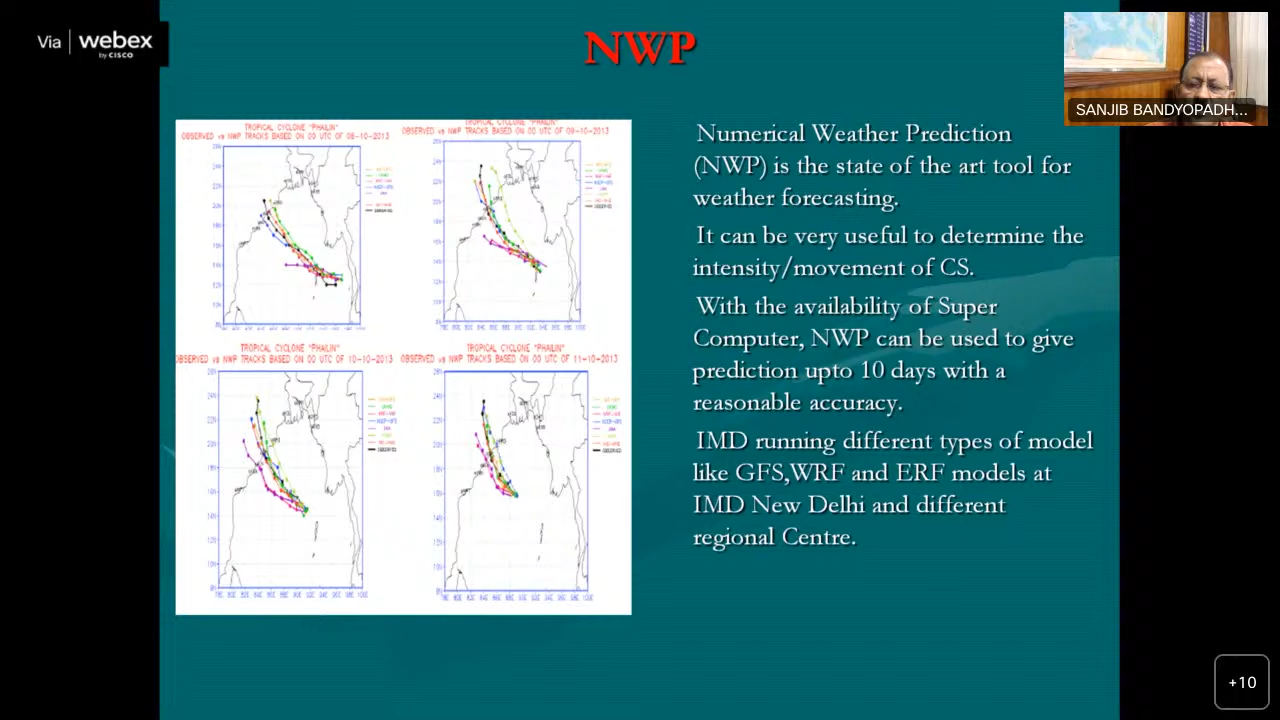 Via webex
by CISCO
NWP
SANJIB BANDYOPADH...
TROPICAL CYCLONE "PHAILIN"
OBSERVED vs NWP TRACKS BASED ON 00 UTC OF 08-10-2013
TROPICAL CYCLONE "PHAILIN"
OBSERVED vs NWP TRACKS BASED ON 00 UTC OF 09-10-2013
TROPICAL CYCLONE "PHAILIN"
OBSERVED vs NWP TRACKS BASED ON 00 UTC OF 10-10-2013
TROPICAL CYCLONE "PHAILIN"
OBSERVED vs NWP TRACKS BASED ON 00 UTC OF 11-10-2013
Numerical Weather Prediction
(NWP) is the state of the art tool for
weather forecasting.
It can be very useful to determine the
intensity/movement of CS.
With the availability of Super
Computer, NWP can be used to give
prediction upto 10 days with a
reasonable accuracy.
IMD running different types of model
like GFS,WRF and ERF models at
IMD New Delhi and different
regional Centre.
+10